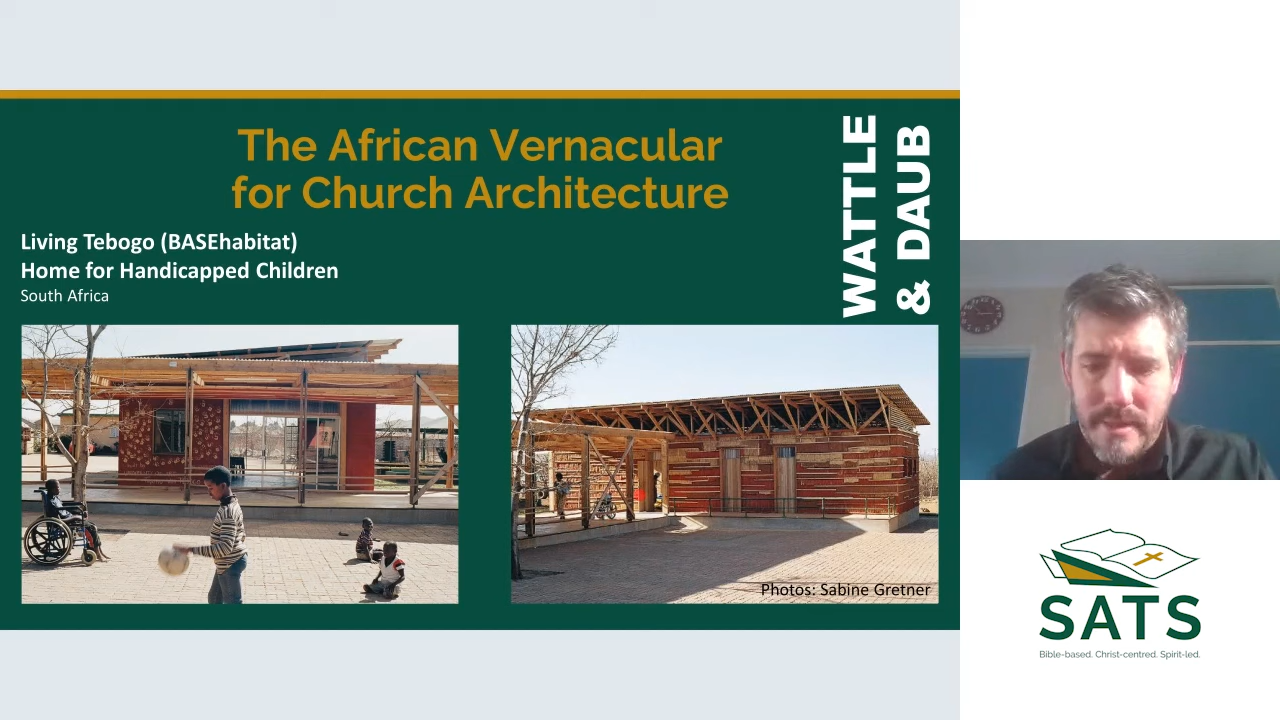 The African Vernacular
for Church Architecture
WATTLE
& DAUB
Living Tebogo (BASEhabitat)
Home for Handicapped Children
South Africa
Photos: Sabine Gretner
SATS
Bible-based. Christ-centred. Spirit-led.